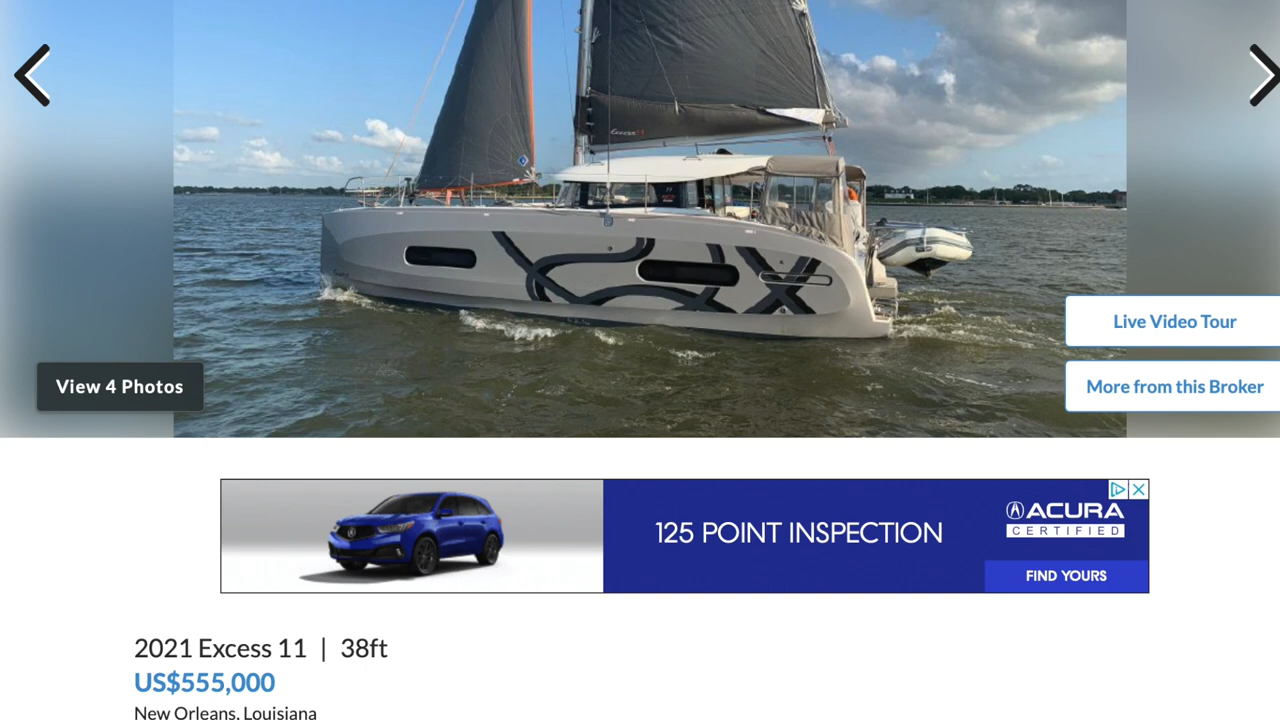 View 4 Photos
Live Video Tour
More from this Broker
125 POINT INSPECTION
ACURA
CERTIFIED
FIND YOURS
2021 Excess 11 | 38ft
US$555,000
New Orleans, Louisiana